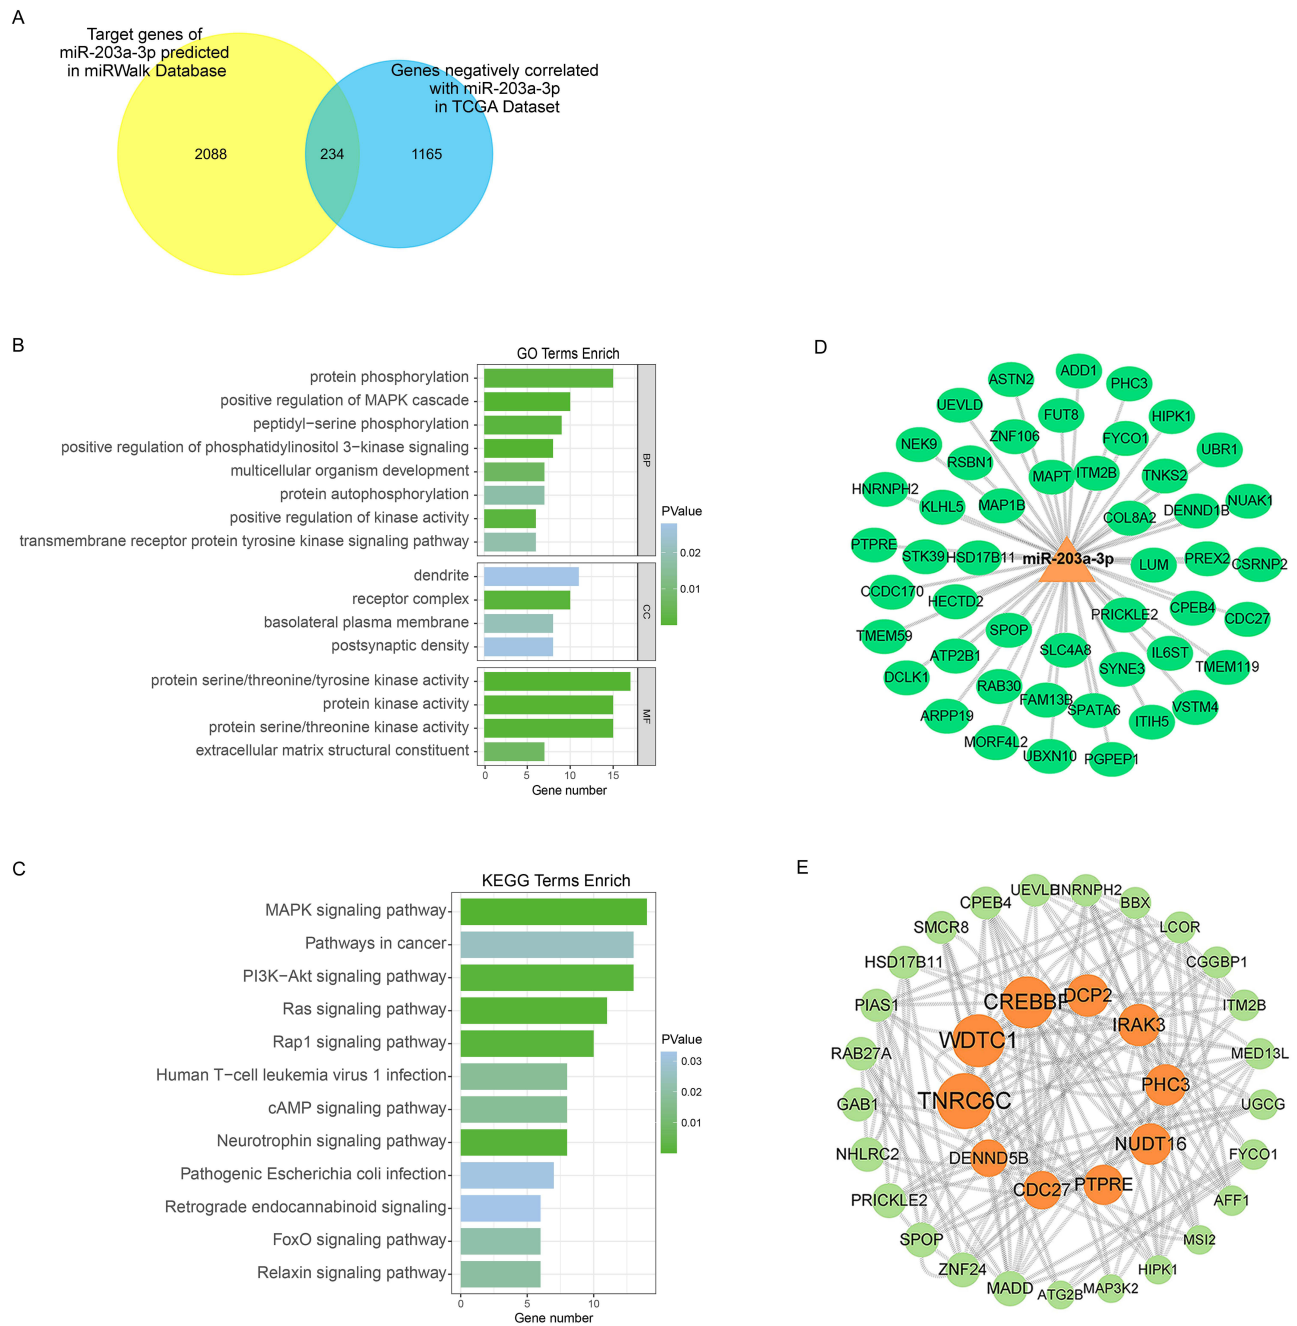 A
Target genes of
miR-203a-3p predicted
in miRWalk Database
Genes negatively correlated
with miR-203a-3p
in TCGA Dataset
2088
234
1165
B
GO Terms Enrich
protein phosphorylation
positive regulation of MAPK cascade
peptidyl−serine phosphorylation
positive regulation of phosphatidylinositol 3−kinase signaling
multicellular organism development
protein autophosphorylation
positive regulation of kinase activity
transmembrane receptor protein tyrosine kinase signaling pathway
BP
dendrite
receptor complex
basolateral plasma membrane
postsynaptic density
CC
protein serine/threonine/tyrosine kinase activity
protein kinase activity
protein serine/threonine kinase activity
extracellular matrix structural constituent
MF
0 5 10 15
Gene number
PValue
0.02
0.01
C
KEGG Terms Enrich
MAPK signaling pathway
Pathways in cancer
PI3K−Akt signaling pathway
Ras signaling pathway
Rap1 signaling pathway
Human T−cell leukemia virus 1 infection
cAMP signaling pathway
Neurotrophin signaling pathway
Pathogenic Escherichia coli infection
Retrograde endocannabinoid signaling
FoxO signaling pathway
Relaxin signaling pathway
0 5 10
Gene number
PValue
0.03
0.02
0.01
D
ADD1
ASTN2
PHC3
UEVLD
FUT8
HIPK1
ZNF106
FYCO1
NEK9
UBR1
RSBN1
MAPT
ITM2B
TNKS2
HNRNPH2
KLHL5
MAP1B
COL8A2
DENND1B
NUAK1
PTPRE
STK39
HSD17B11
miR-203a-3p
LUM
PREX2
CSRNP2
CCDC170
HECTD2
PRICKLE2
CPEB4
CDC27
TMEM59
SPOP
ATP2B1
SLC4A8
SYNE3
IL6ST
TMEM119
DCLK1
RAB30
FAM13B
SPATA6
VSTM4
ARPP19
ITIH5
MORF4L2
UBXN10
PGPEP1
E
UEVLD
HNRNPH2
CPEB4
BBX
SMCR8
LCOR
HSD17B11
CGGBP1
PIAS1
CREBBP
DCP2
ITM2B
IRAK3
WDTC1
RAB27A
MED13L
PHC3
TNRC6C
GAB1
UGCG
NUDT16
NHLRC2
DENND5B
FYCO1
CDC27
PTPRE
PRICKLE2
AFF1
SPOP
MSI2
ZNF24
HIPK1
MADD
ATG2B
MAP3K2